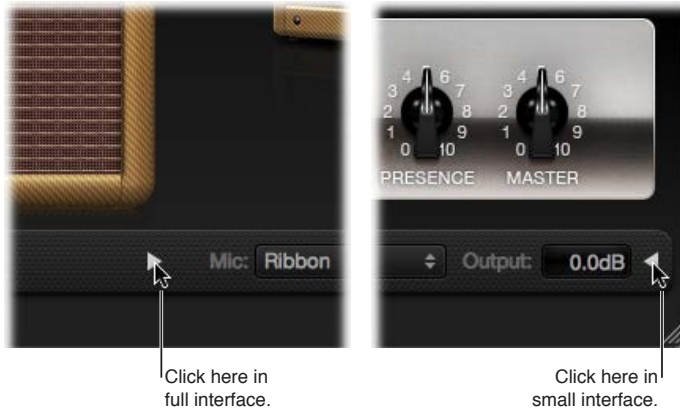 4 6
3 7
2 8
1 9
0 10
PRESENCE
4 6
3 7
2 8
1 9
0 10
MASTER
Mic: Ribbon
Output: 0.0dB
Click here in
full interface.
Click here in
small interface.